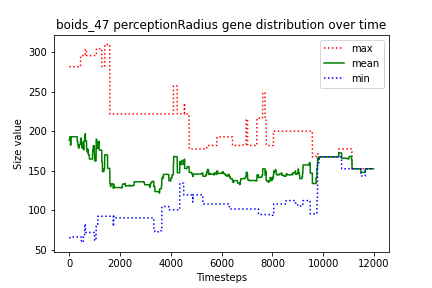 boids_47 perceptionRadius gene distribution over time
max
mean
min
Size value
300
250
200
150
100
50
0
2000
4000
6000
8000
10000
12000
Timesteps